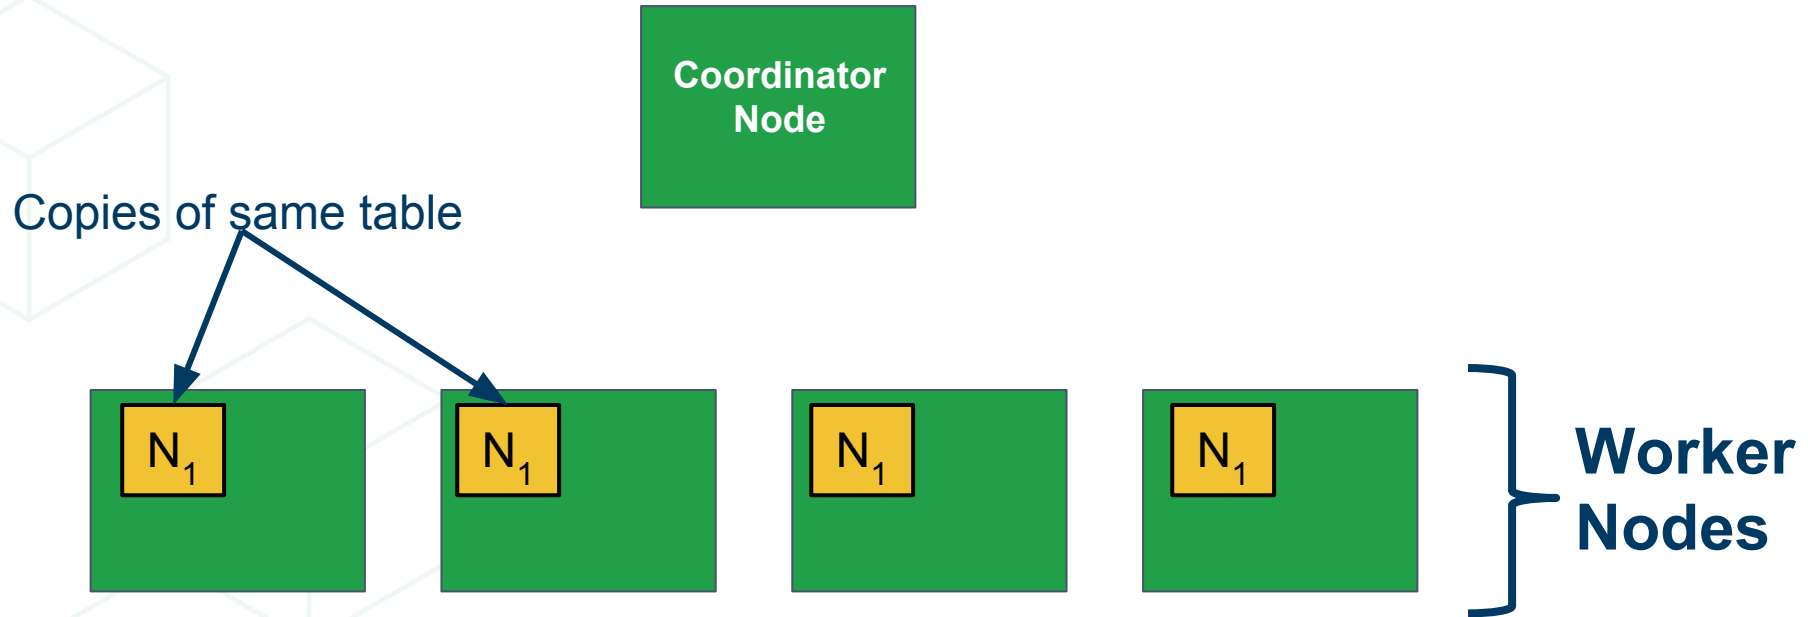 Coordinator
Node
Copies of same table
N₁
N₁
N₁
N₁
Worker
Nodes